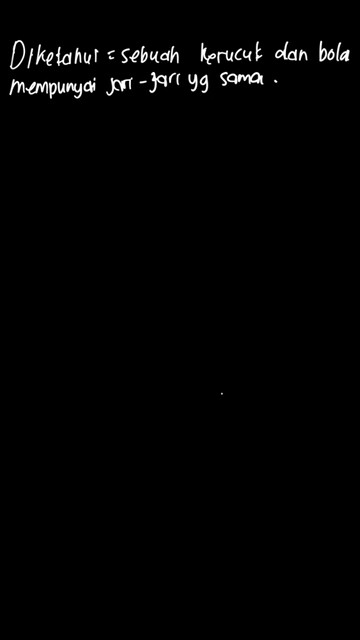 Diketahui = sebuah kerucut dan bola
mempunyai jari-jari yg sama.